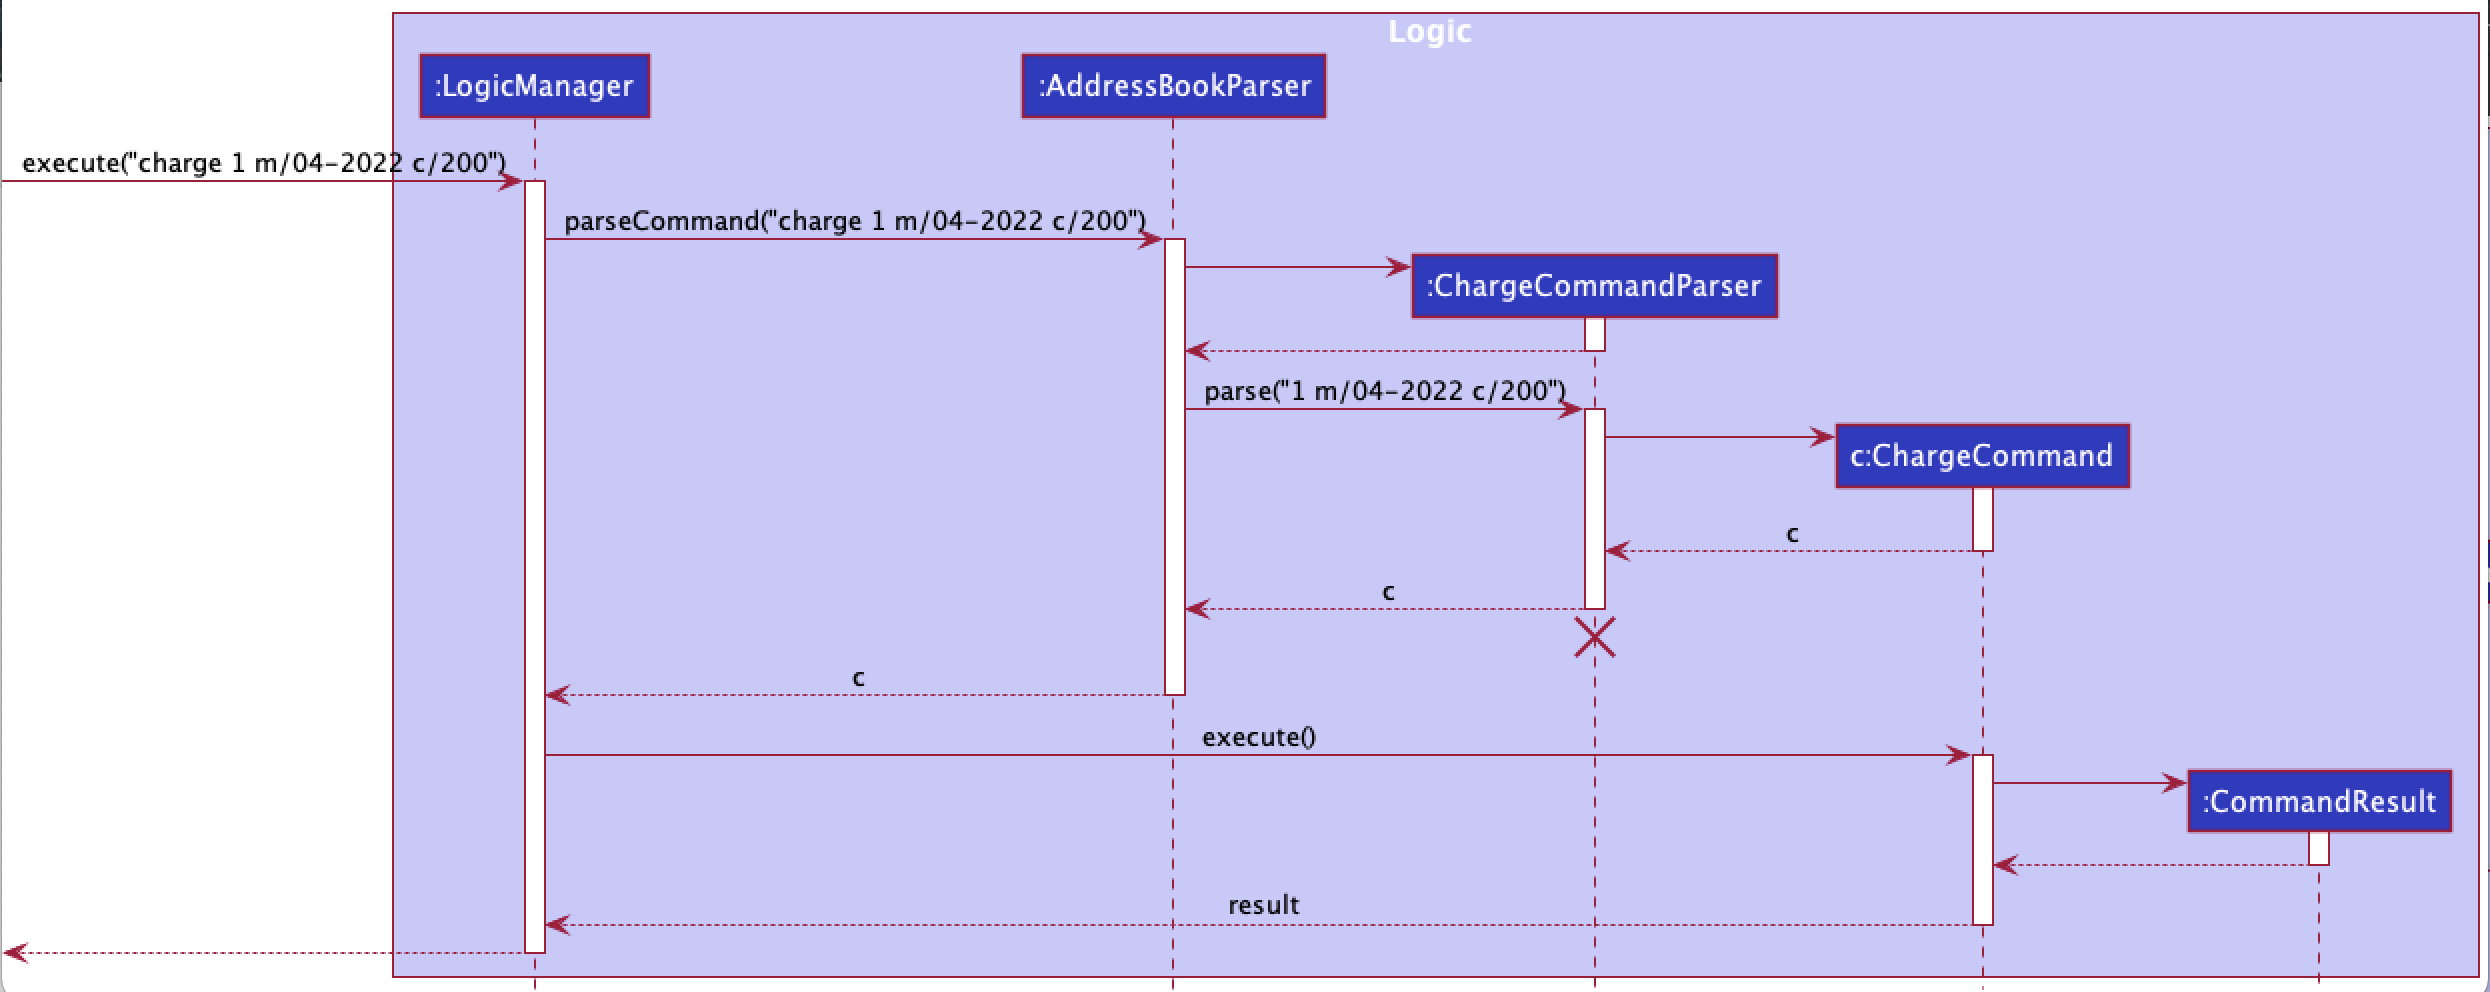 Logic
:LogicManager
:AddressBookParser
execute("charge 1 m/04-2022 c/200")
parseCommand("charge 1 m/04-2022 c/200")
:ChargeCommandParser
parse("1 m/04-2022 c/200")
c:ChargeCommand
c
c
c
execute()
:CommandResult
result